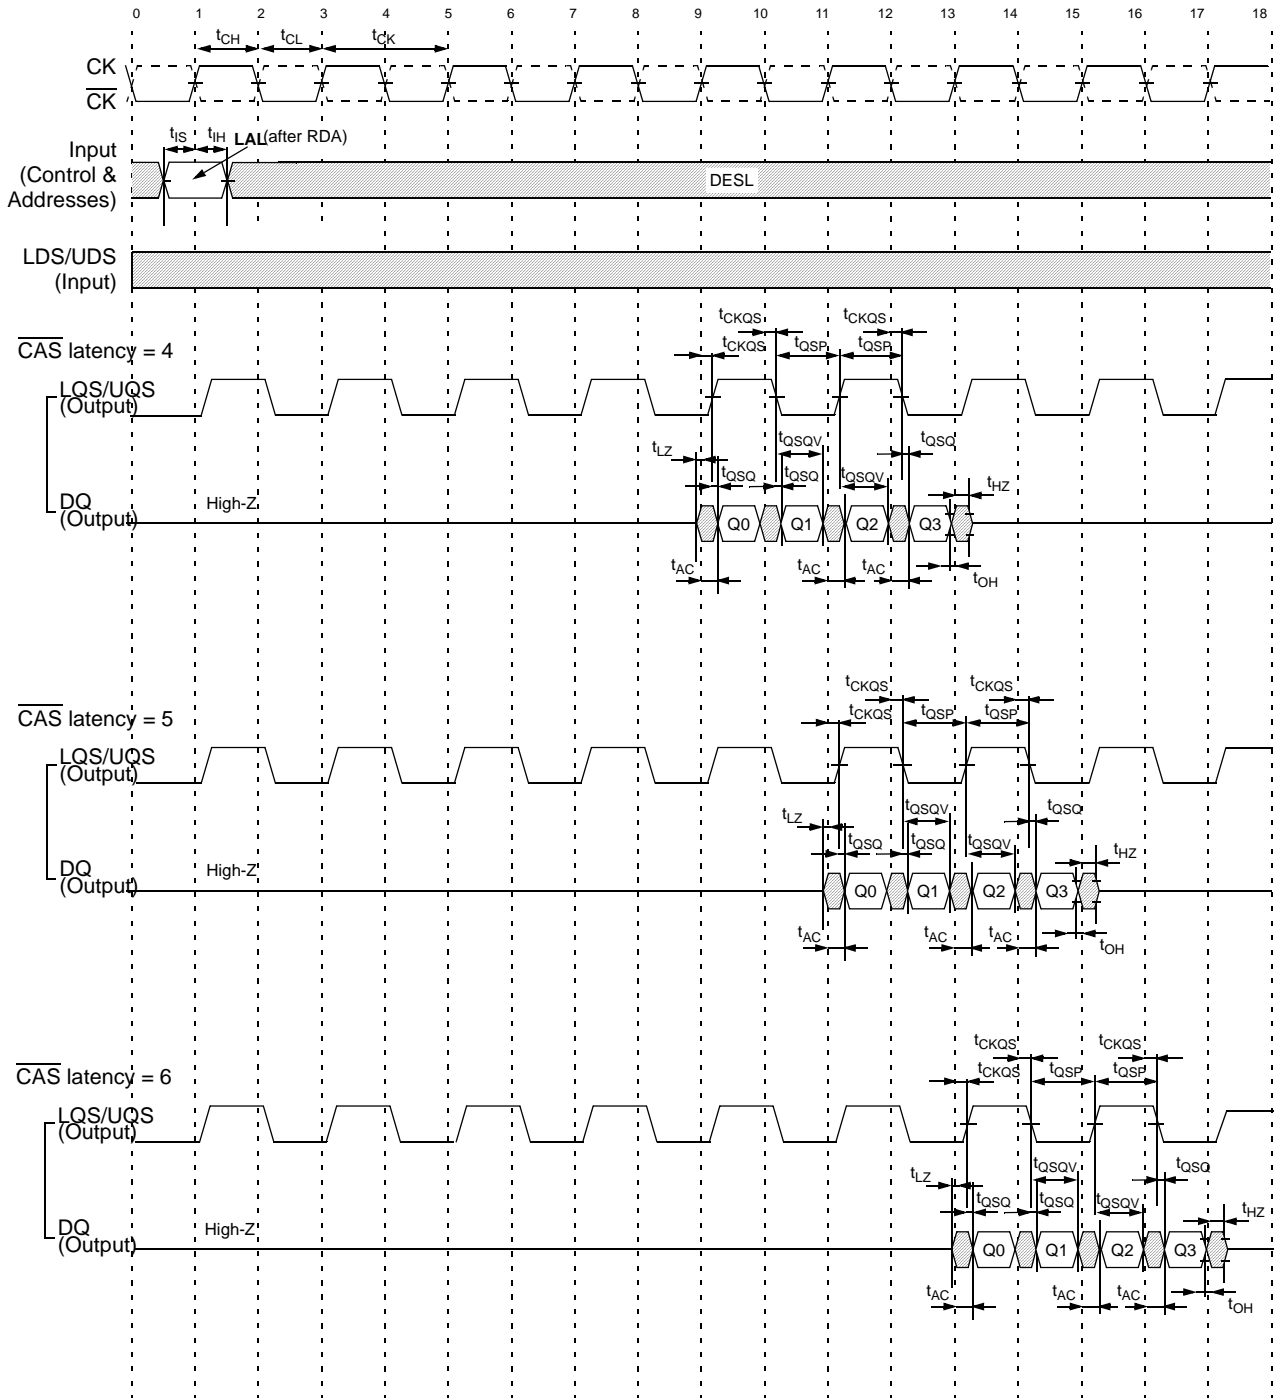 0 1 2 3 4 5 6 7 8 9 10 11 12 13 14 15 16 17 18
tCH tCL tCK
CK
CK
tIS tIH LAL (after RDA)
Input
(Control &
Addresses)
DESL
LDS/UDS
(Input)
tCKQS tCKQS
CAS latency = 4
tCKQS tQSP tQSP
LQS/UQS
(Output)
tLZ tQSQV tQSQ
tQSQ tQSQ tQSQV tHZ
DQ
(Output)
High-Z
Q0 Q1 Q2 Q3
tAC tAC tAC tOH
tCKQS tCKQS
CAS latency = 5
tCKQS tQSP tQSP
LQS/UQS
(Output)
tLZ tQSQV tQSQ
tQSQ tQSQ tQSQV tHZ
DQ
(Output)
High-Z
Q0 Q1 Q2 Q3
tAC tAC tAC tOH
tCKQS tCKQS
CAS latency = 6
tCKQS tQSP tQSP
LQS/UQS
(Output)
tLZ tQSQV tQSQ
tQSQ tQSQ tQSQV tHZ
DQ
(Output)
High-Z
Q0 Q1 Q2 Q3
tAC tAC tAC tOH